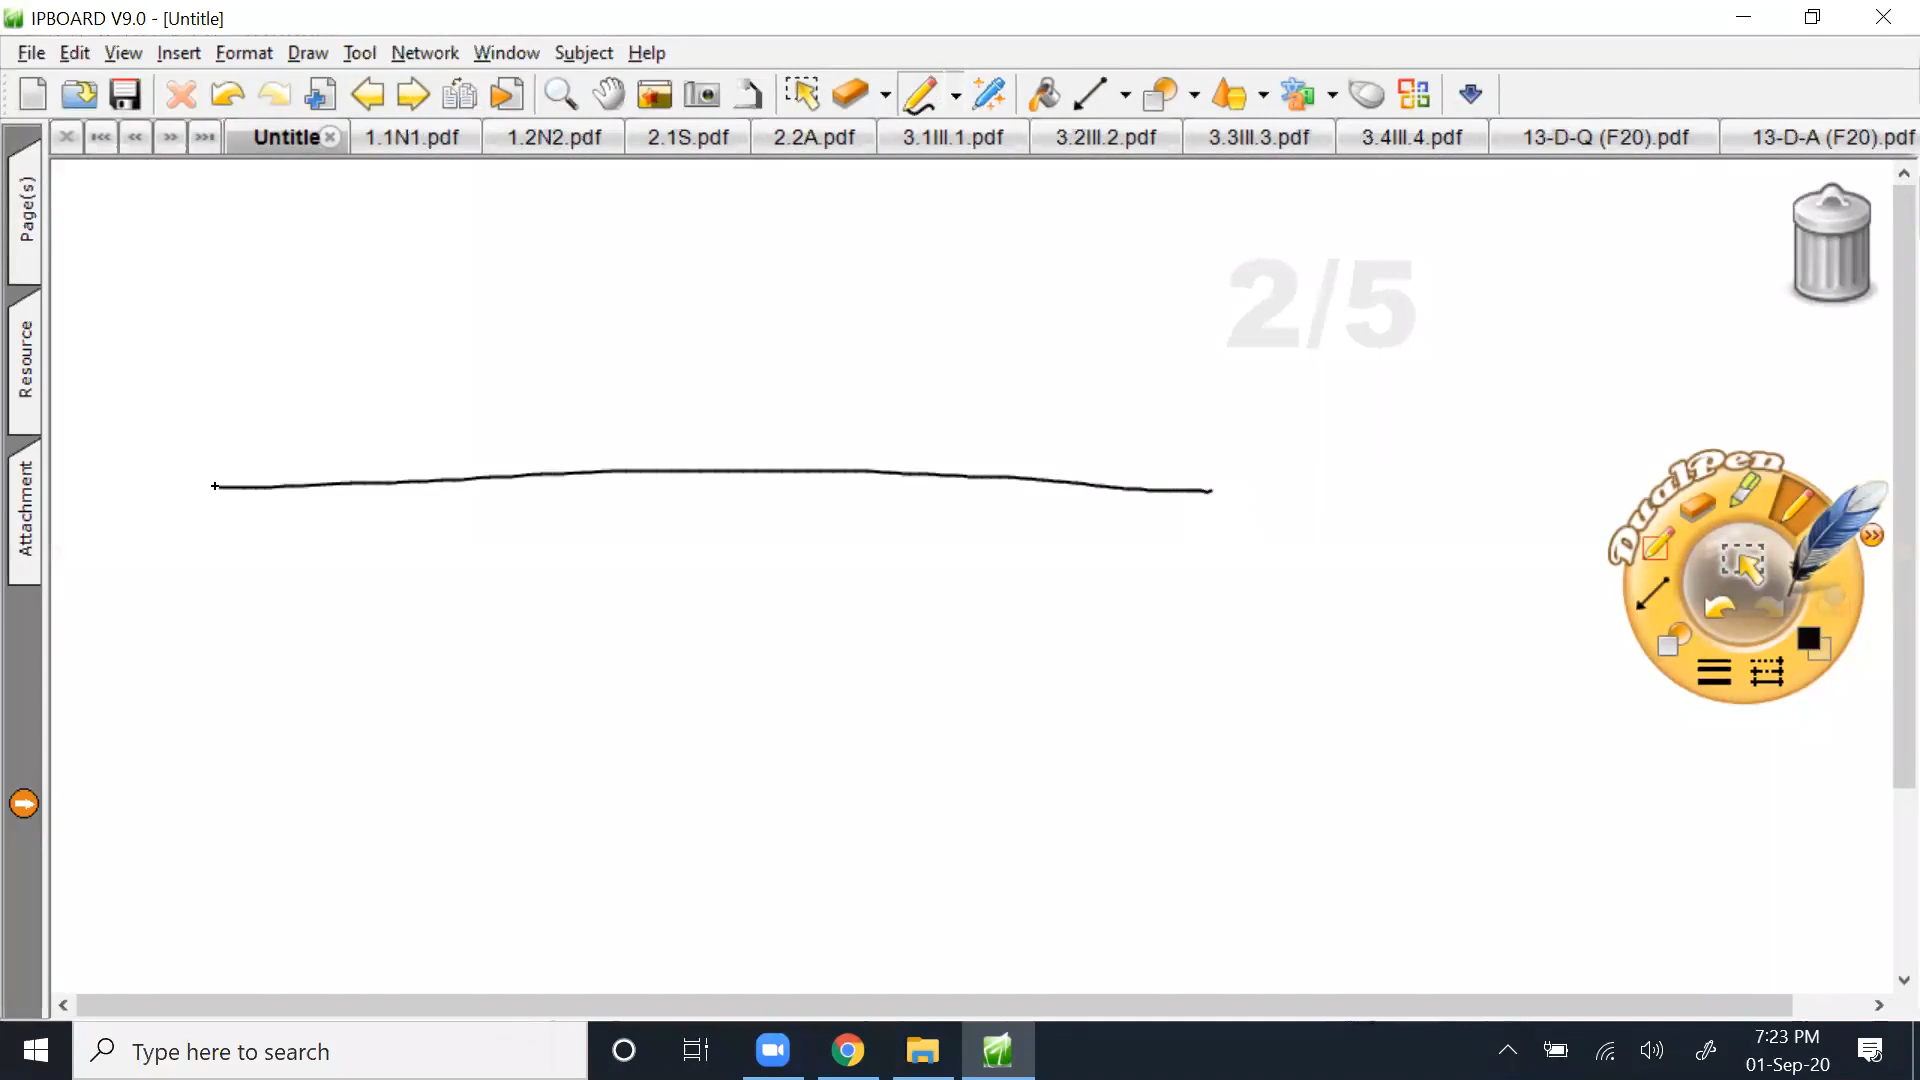 IPBOARD V9.0 - [Untitle]
File Edit View Insert Format Draw Tool Network Window Subject Help
Untitle 1.1N1.pdf 1.2N2.pdf 2.1S.pdf 2.2A.pdf 3.1III.1.pdf 3.2III.2.pdf 3.3III.3.pdf 3.4III.4.pdf 13-D-Q (F20).pdf 13-D-A (F20).pdf
Page(s)
Resource
Attachment
2/5
DualPen
Type here to search
7:23 PM
01-Sep-20